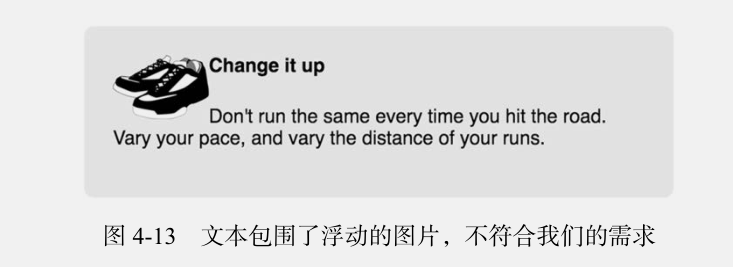 Change it up
Don't run the same every time you hit the road.
Vary your pace, and vary the distance of your runs.
图 4-13 文本包围了浮动的图片，不符合我们的需求